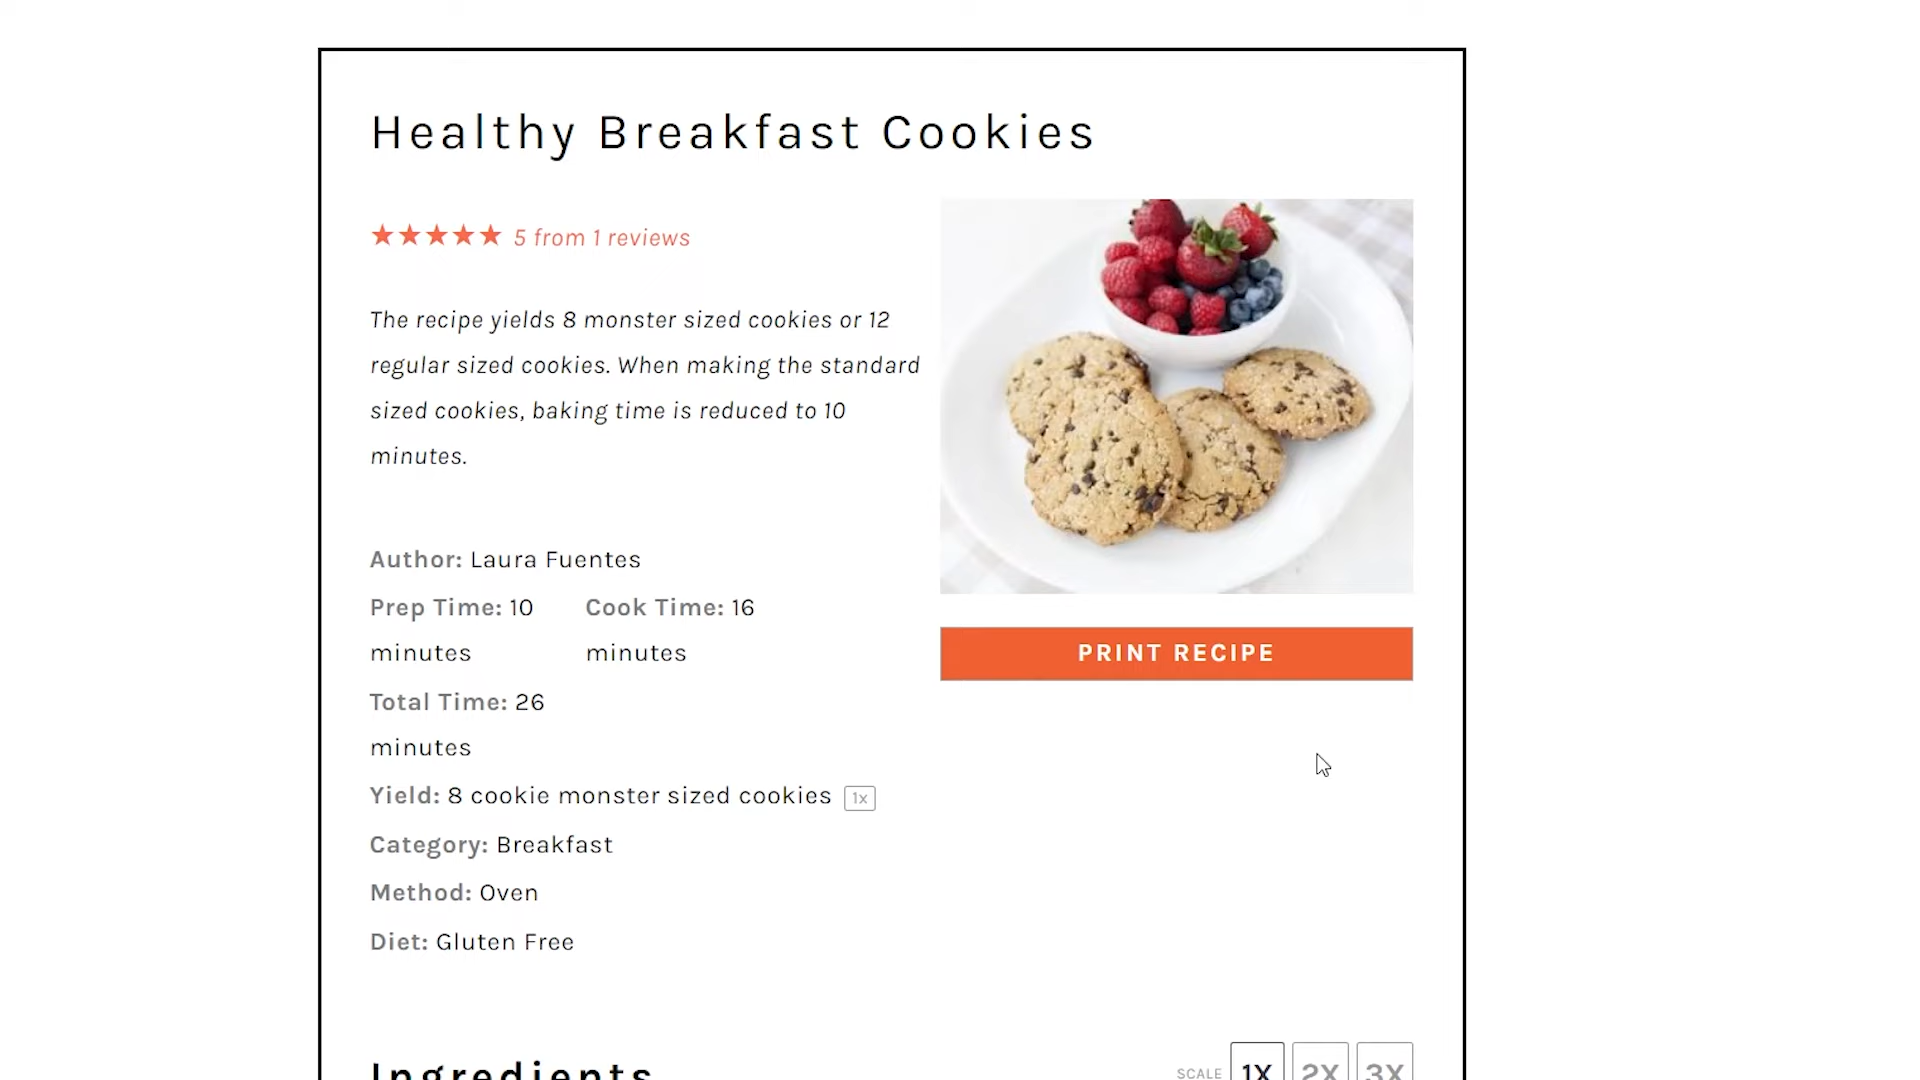 Healthy Breakfast Cookies
★★★★★ 5 from 1 reviews
The recipe yields 8 monster sized cookies or 12
regular sized cookies. When making the standard
sized cookies, baking time is reduced to 10
minutes.
Author: Laura Fuentes
Prep Time: 10
minutes
Cook Time: 16
minutes
Total Time: 26
minutes
Yield: 8 cookie monster sized cookies 1x
Category: Breakfast
Method: Oven
Diet: Gluten Free
PRINT RECIPE
Ingredients
SCALE 1X 2X 3X